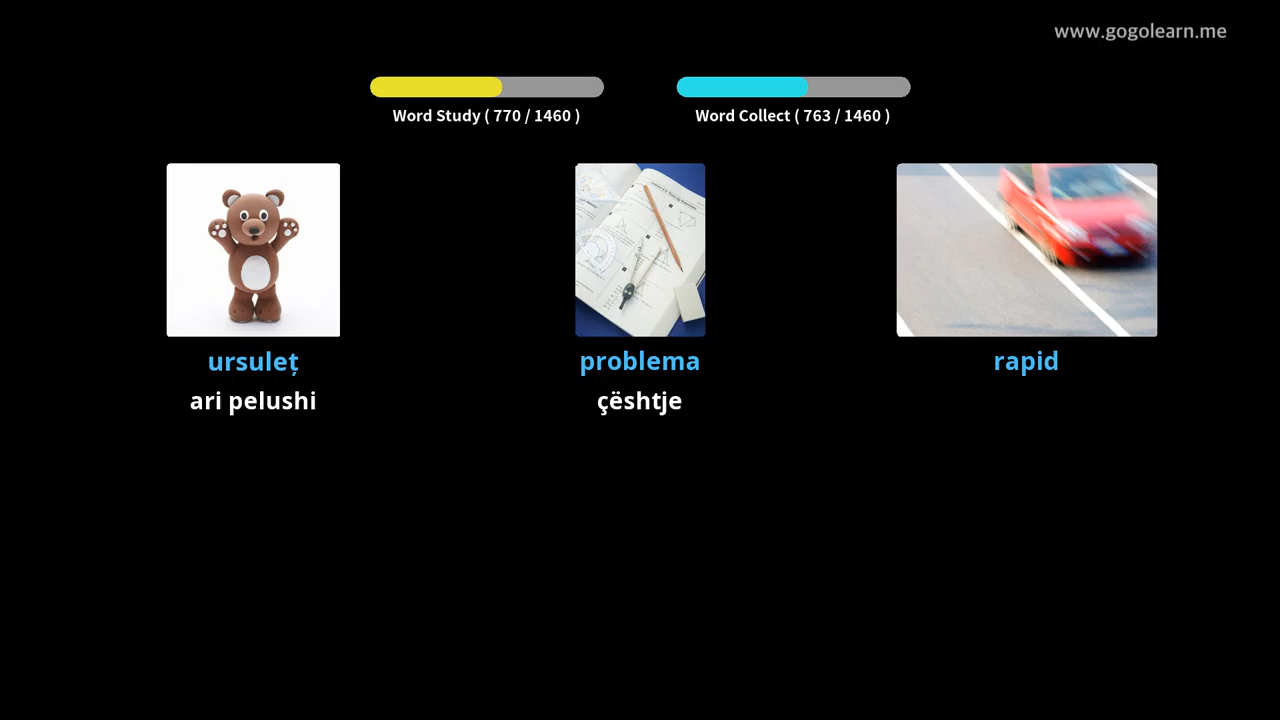 www.gogolearn.me
Word Study ( 770 / 1460 )
Word Collect ( 763 / 1460 )
ursuleț
problema
rapid
ari pelushi
çështje